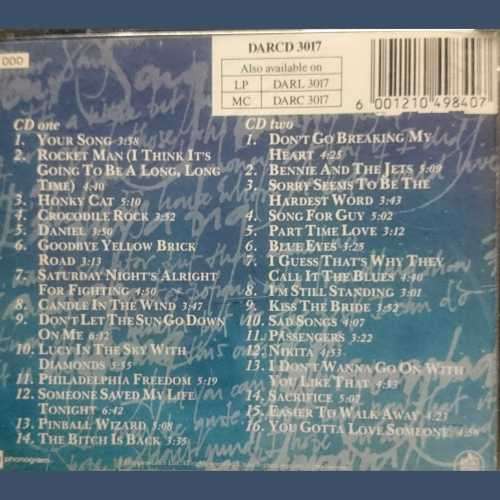 DDD
DARCD 3017
Also available on
LP DARL 3017
MC DARC 3017
6 001210 498407
CD one
1. YOUR SONG 3:58
2. ROCKET MAN (I THINK IT'S
GOING TO BE A LONG, LONG
TIME) 4:40
3. HONKY CAT 5:10
4. CROCODILE ROCK 3:52
5. DANIEL 3:50
6. GOODBYE YELLOW BRICK
ROAD 3:13
7. SATURDAY NIGHT'S ALRIGHT
FOR FIGHTING 4:50
8. CANDLE IN THE WIND 3:47
9. DON'T LET THE SUN GO DOWN
ON ME 6:12
10. LUCY IN THE SKY WITH
DIAMONDS 5:55
11. PHILADELPHIA FREEDOM 5:19
12. SOMEONE SAVED MY LIFE
TONIGHT 6:42
13. PINBALL WIZARD 5:08
14. THE BITCH IS BACK 3:35
CD two
1. DON'T GO BREAKING MY
HEART 4:25
2. BENNIE AND THE JETS 5:09
3. SORRY SEEMS TO BE THE
HARDEST WORD 3:43
4. SONG FOR GUY 5:02
5. PART TIME LOVE 3:12
6. BLUE EYES 3:25
7. I GUESS THAT'S WHY THEY
CALL IT THE BLUES 4:40
8. I'M STILL STANDING 3:01
9. KISS THE BRIDE 3:52
10. SAD SONGS 4:07
11. PASSENGERS 3:22
12. NIKITA 4:53
13. I DON'T WANNA GO ON WITH
YOU LIKE THAT 4:33
14. SACRIFICE 5:07
15. EASIER TO WALK AWAY 4:23
16. YOU GOTTA LOVE SOMEONE
phonogram